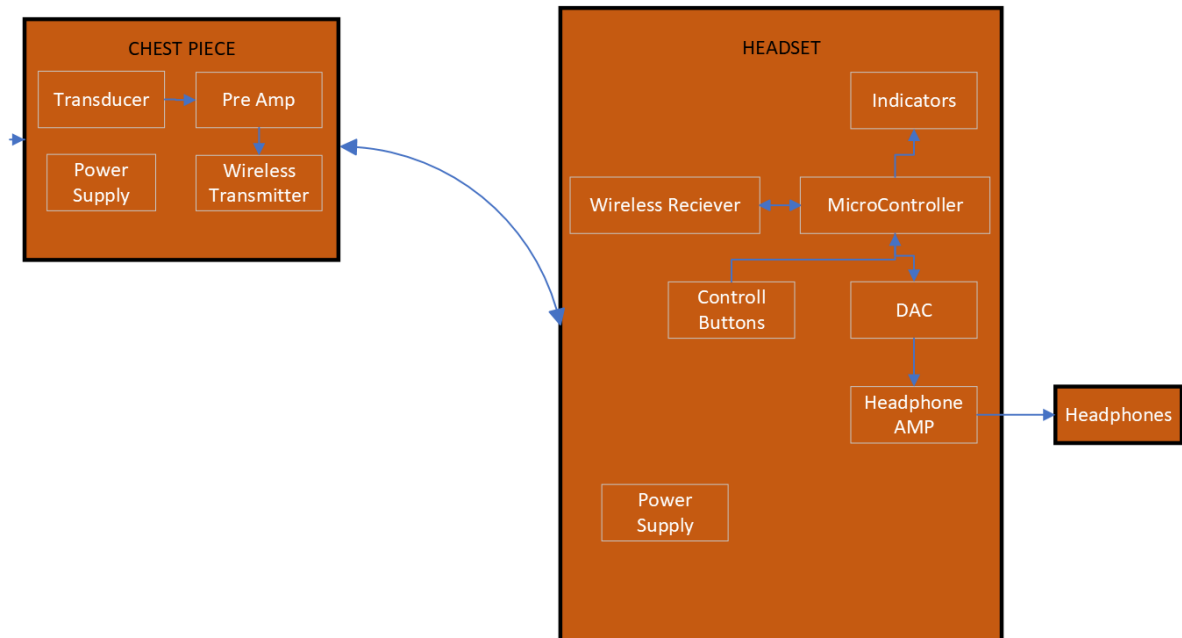 CHEST PIECE
Transducer
Pre Amp
Power
Supply
Wireless
Transmitter
HEADSET
Indicators
Wireless Reciever
MicroController
Controll
Buttons
DAC
Headphone
AMP
Headphones
Power
Supply